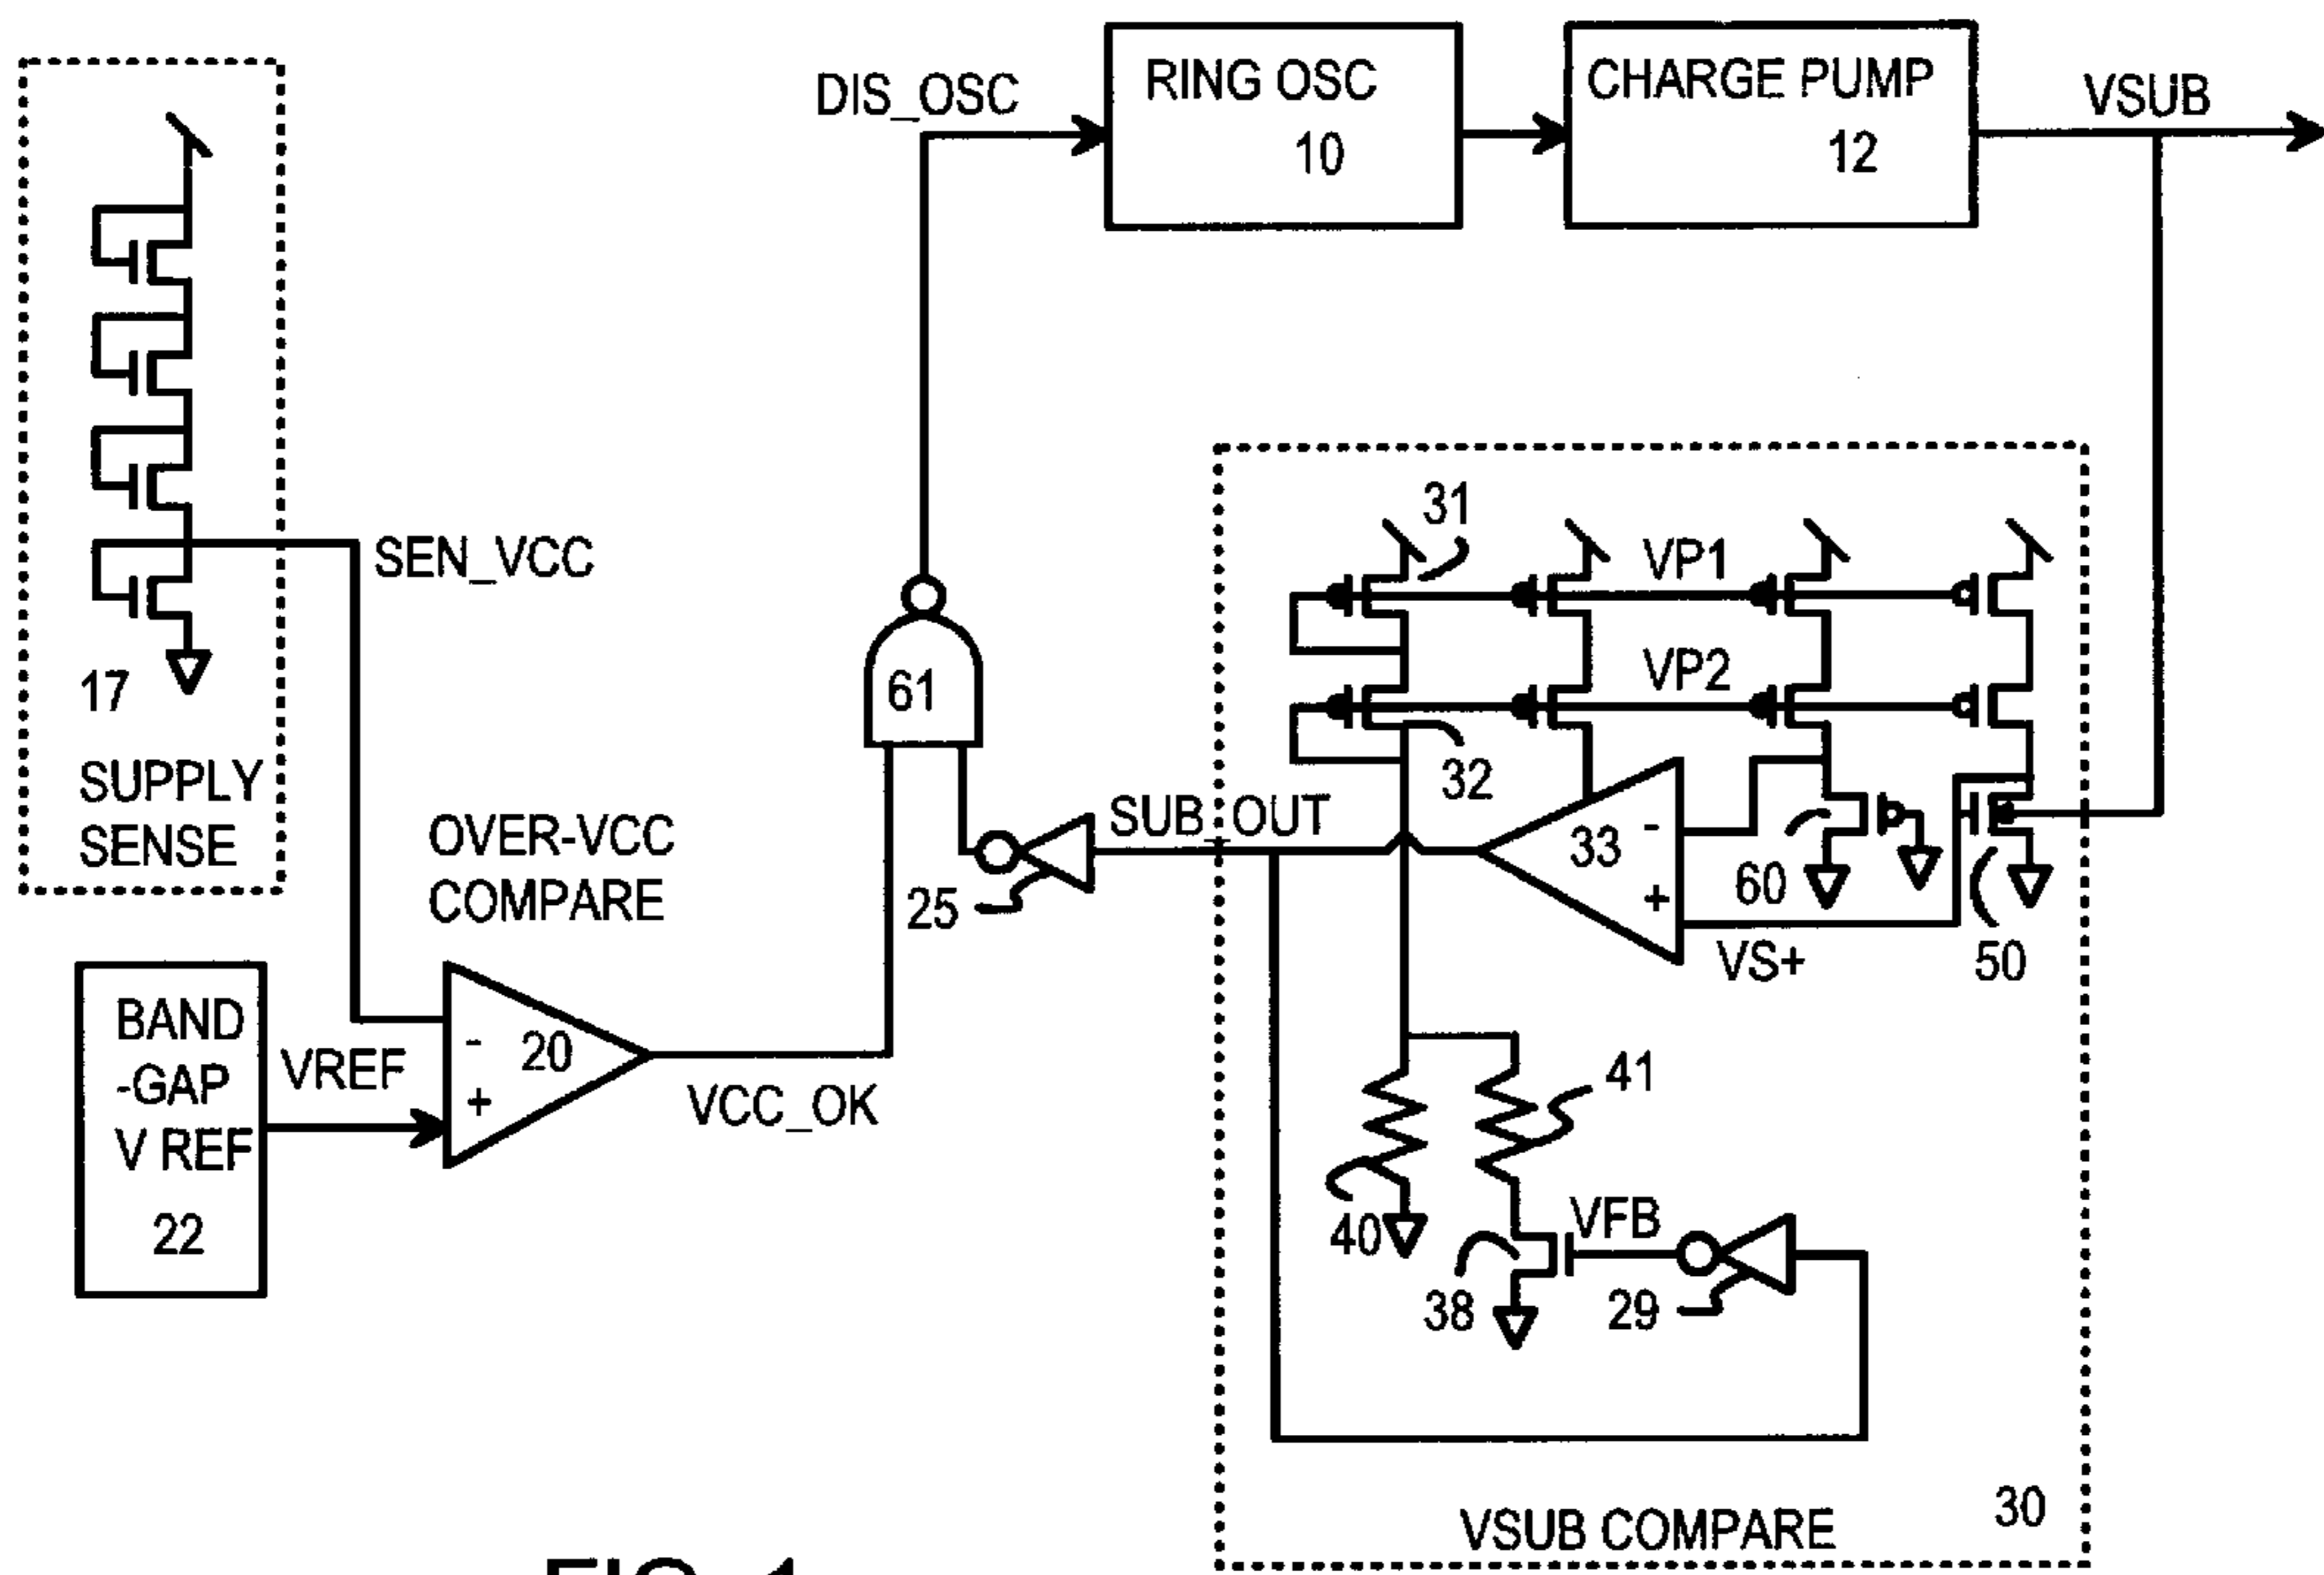 DIS_OSC
RING OSC
10
CHARGE PUMP
12
VSUB
31
VP1
VP2
32
SEN_VCC
17
SUPPLY
SENSE
61
OVER-VCC
COMPARE
25
SUB_OUT
33
-
+
60
50
VS+
BAND
-GAP
V REF
22
VREF
-
+
20
VCC_OK
41
40
VFB
38
29
VSUB COMPARE
30
FIG. 1